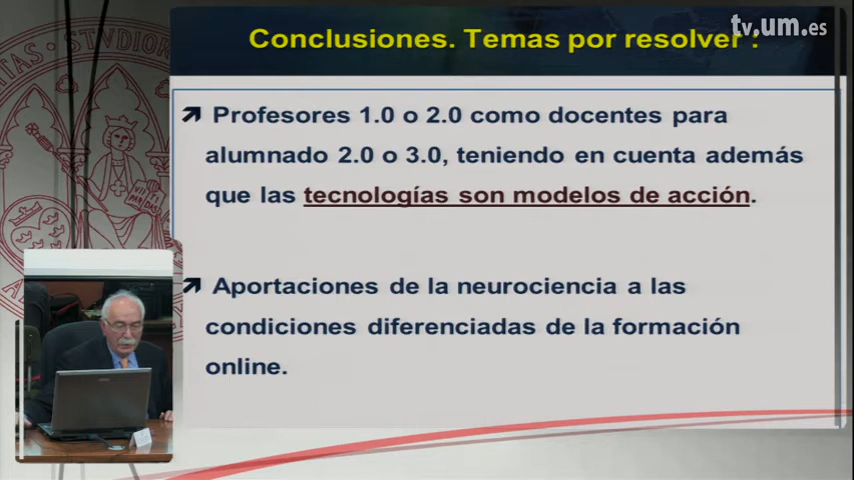 tv.um.es
Conclusiones. Temas por resolver :
Profesores 1.0 o 2.0 como docentes para
alumnado 2.0 o 3.0, teniendo en cuenta además
que las tecnologías son modelos de acción.
Aportaciones de la neurociencia a las
condiciones diferenciadas de la formación
online.